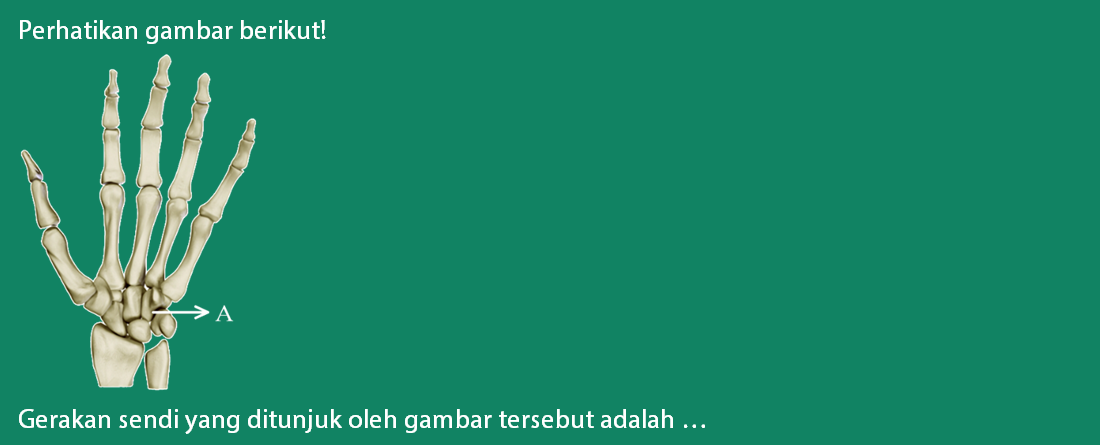 Perhatikan gambar berikut!
A
Gerakan sendi yang ditunjuk oleh gambar tersebut adalah ...